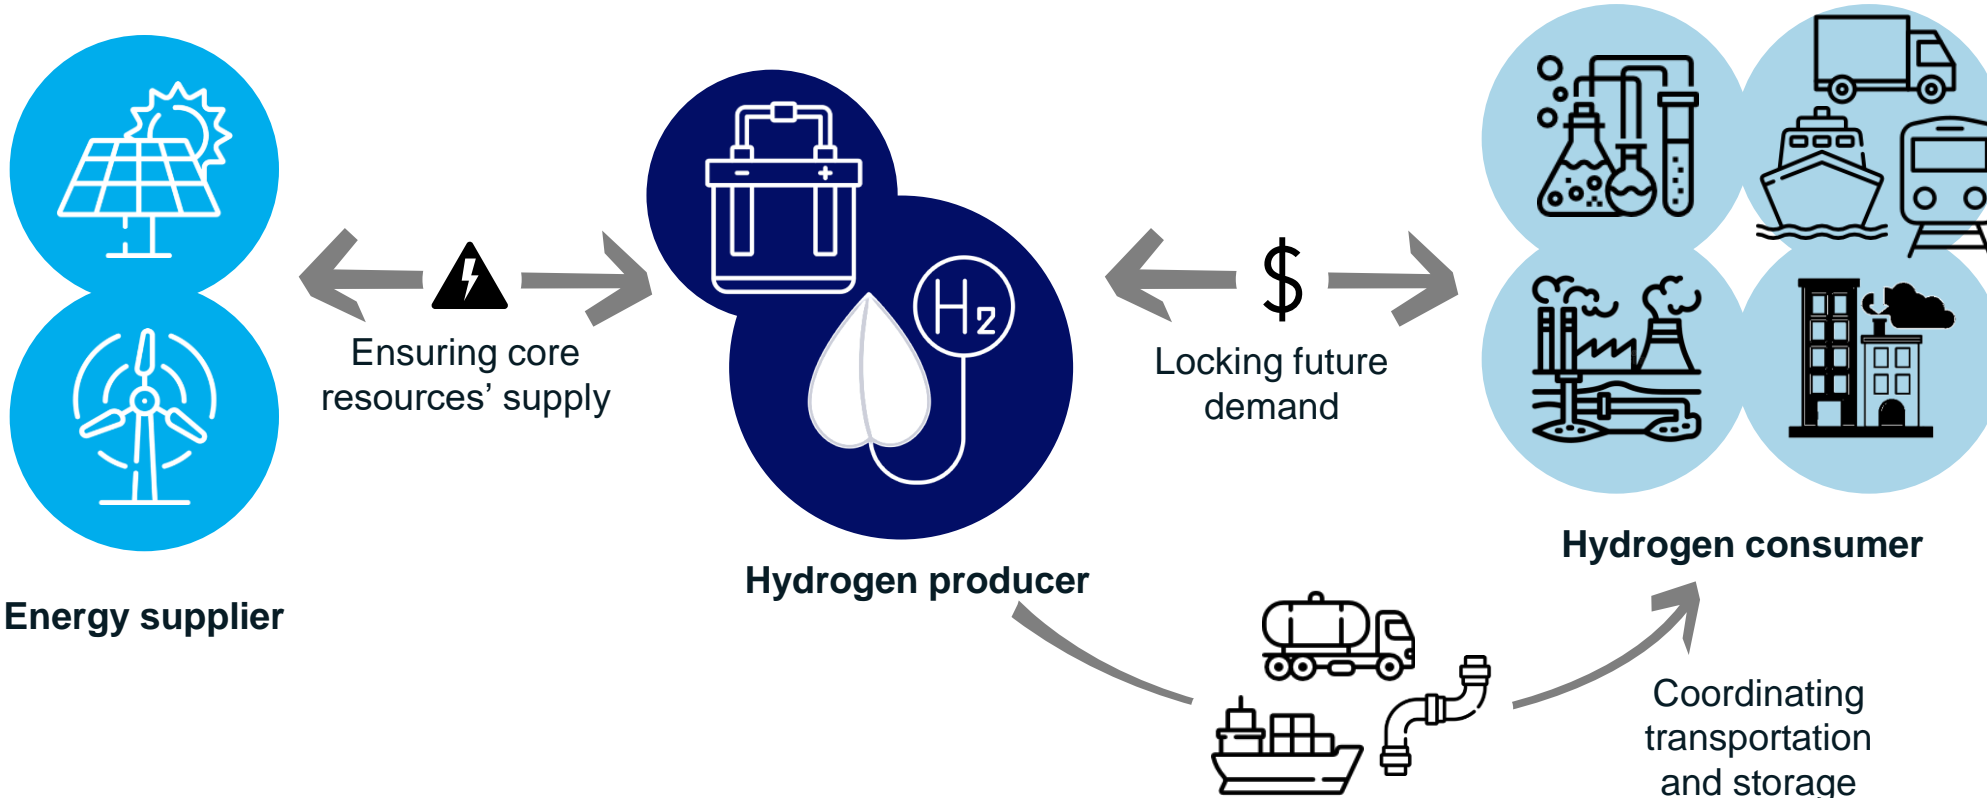 Energy supplier
Ensuring core
resources’ supply
- +
H2
Hydrogen producer
$
Locking future
demand
Hydrogen consumer
Coordinating
transportation
and storage